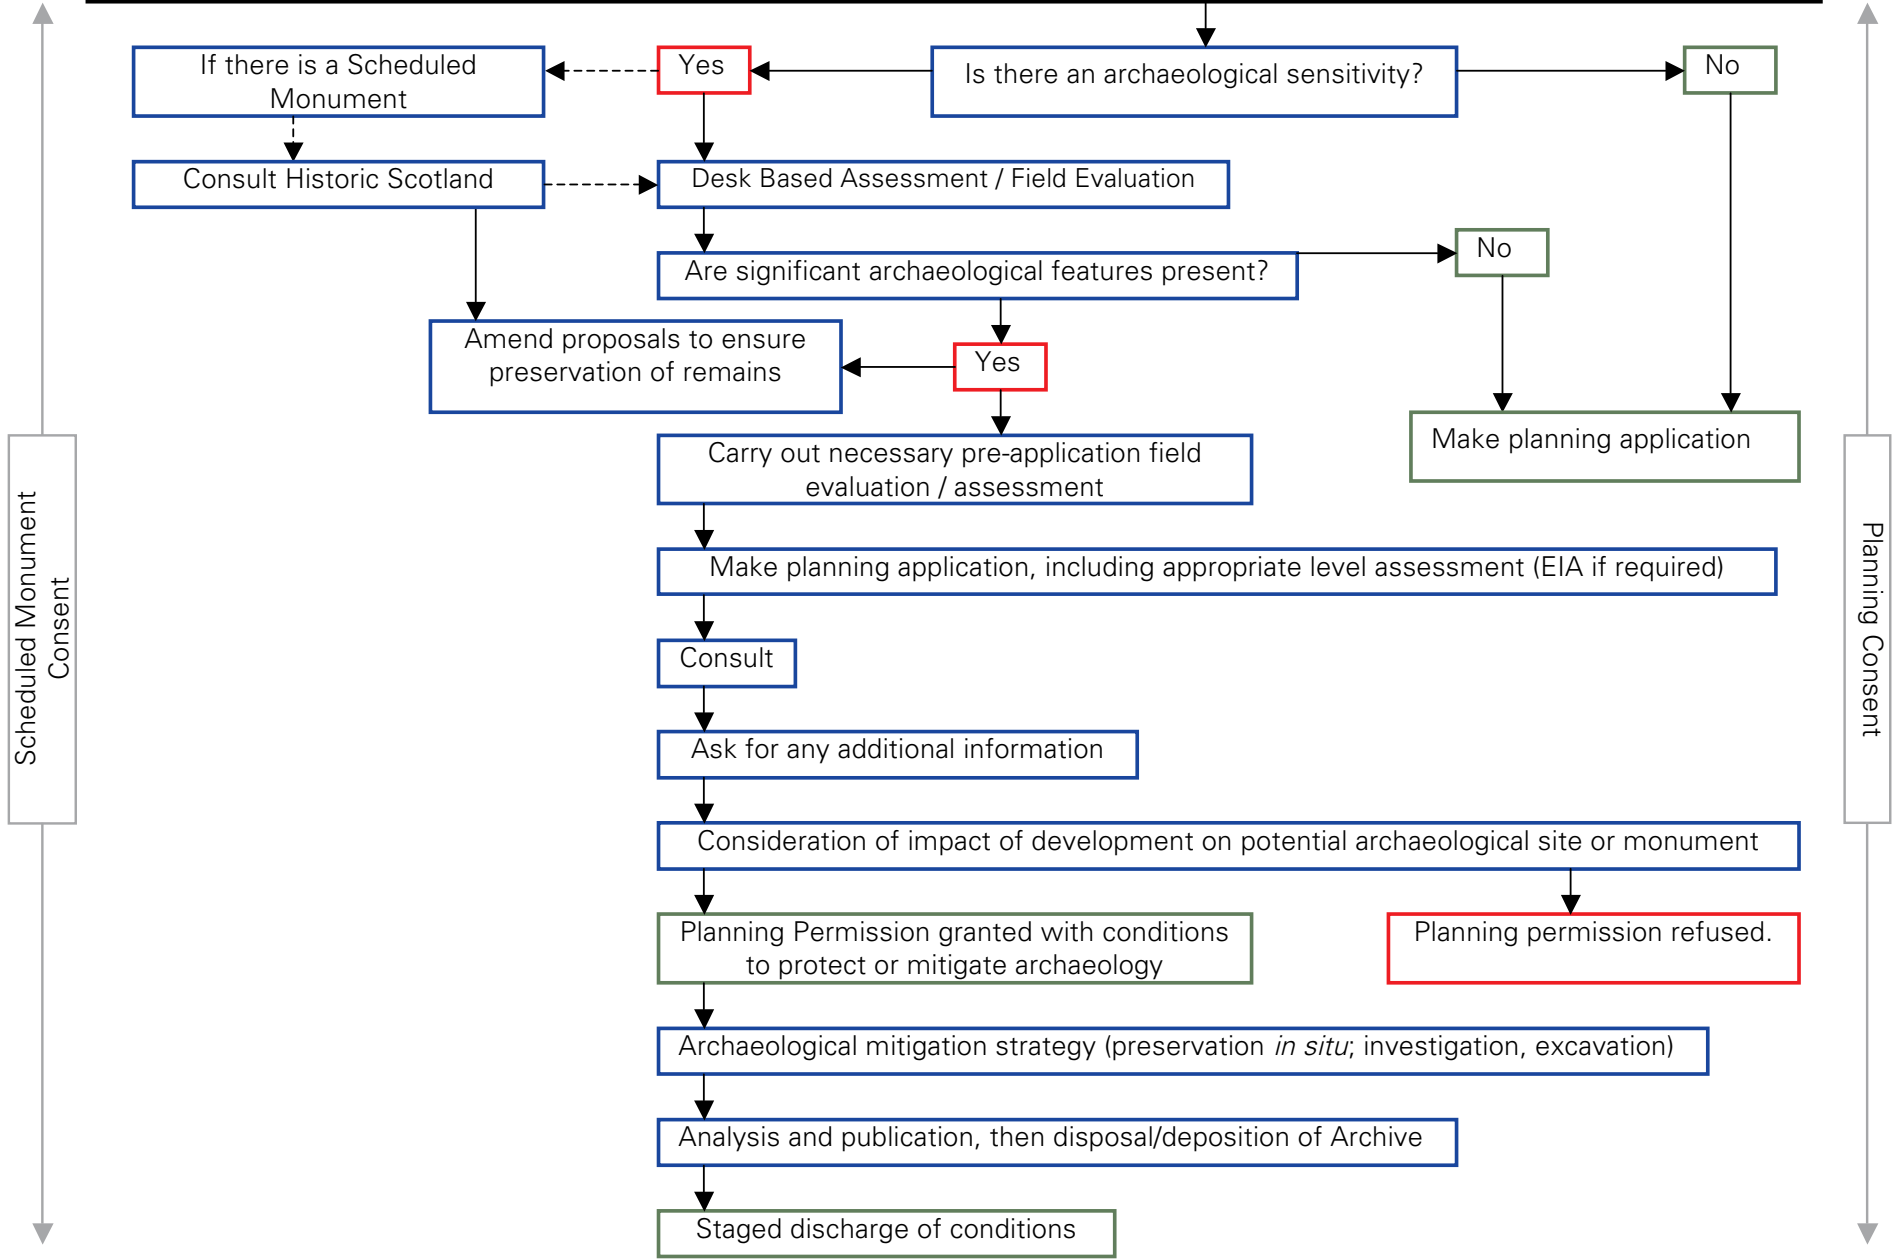 If there is a Scheduled
Monument
Yes
Is there an archaeological sensitivity?
No
Consult Historic Scotland
Desk Based Assessment / Field Evaluation
Are significant archaeological features present?
No
Amend proposals to ensure
preservation of remains
Yes
Make planning application
Carry out necessary pre-application field
evaluation / assessment
Scheduled Monument
Consent
Planning Consent
Make planning application, including appropriate level assessment (EIA if required)
Consult
Ask for any additional information
Consideration of impact of development on potential archaeological site or monument
Planning Permission granted with conditions
to protect or mitigate archaeology
Planning permission refused.
Archaeological mitigation strategy (preservation in situ; investigation, excavation)
Analysis and publication, then disposal/deposition of Archive
Staged discharge of conditions